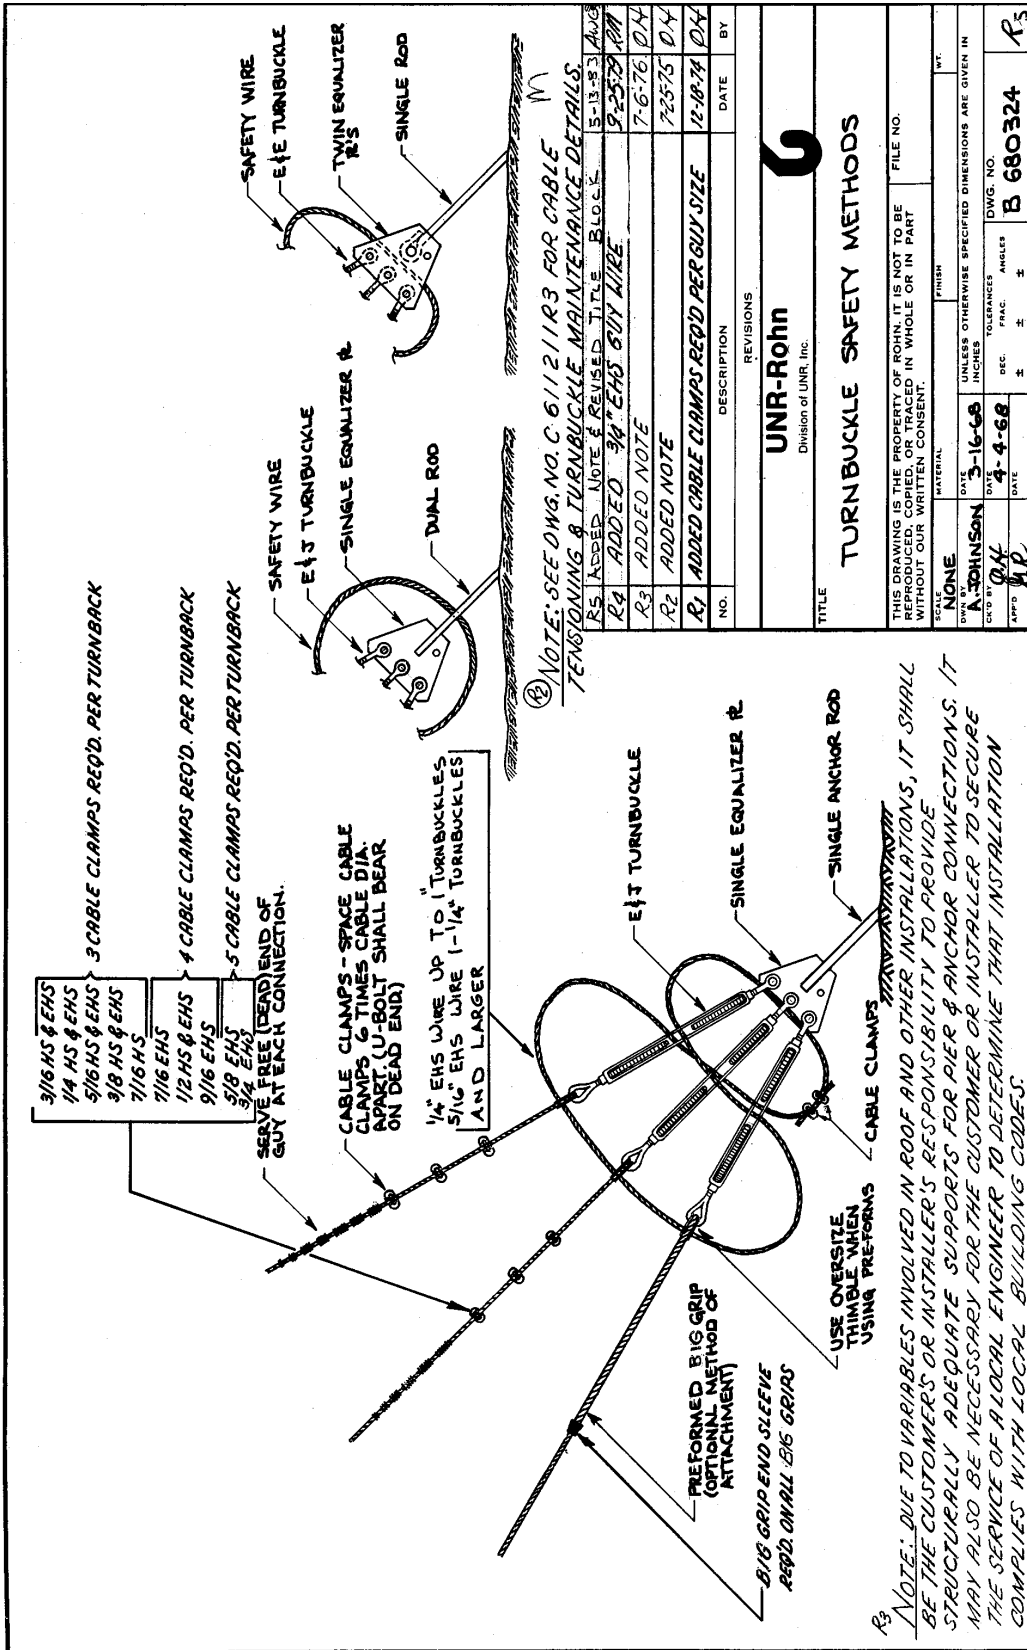 3/16 HS & EHS
1/4 HS & EHS
5/16 HS & EHS
3/8 HS & EHS
7/16 HS
3 CABLE CLAMPS REQ'D. PER TURNBACK
7/16 EHS
1/2 HS & EHS
9/16 EHS
4 CABLE CLAMPS REQ'D. PER TURNBACK
5/8 EHS
3/4 EHS
5 CABLE CLAMPS REQ'D. PER TURNBACK
SERVE FREE (DEAD) END OF
GUY AT EACH CONNECTION.
CABLE CLAMPS - SPACE CABLE
CLAMPS 6 TIMES CABLE DIA.
APART. (U-BOLT SHALL BEAR
ON DEAD END.)
1/4" EHS WIRE UP TO 1" TURNBUCKLES
5/16" EHS WIRE 1-1/4" TURNBUCKLES
AND LARGER
E&J TURNBUCKLE
SINGLE EQUALIZER PL
SINGLE ANCHOR ROD
CABLE CLAMPS
USE OVERSIZE
THIMBLE WHEN
USING PRE-FORMS
PREFORMED BIG GRIP
(OPTIONAL METHOD OF
ATTACHMENT)
BIG GRIP END SLEEVE
REQ'D. ON ALL BIG GRIPS
SAFETY WIRE
E&J TURNBUCKLE
SINGLE EQUALIZER PL
DUAL ROD
SAFETY WIRE
E&E TURNBUCKLE
TWIN EQUALIZER
PL'S
SINGLE ROD
R2 NOTE: SEE DWG. NO. C611211R3 FOR CABLE
TENSIONING & TURNBUCKLE MAINTENANCE DETAILS.
R3
NOTE: DUE TO VARIABLES INVOLVED IN ROOF AND OTHER INSTALLATIONS, IT SHALL
BE THE CUSTOMER'S OR INSTALLER'S RESPONSIBILITY TO PROVIDE
STRUCTURALLY ADEQUATE SUPPORTS FOR PIER & ANCHOR CONNECTIONS. IT
MAY ALSO BE NECESSARY FOR THE CUSTOMER OR INSTALLER TO SECURE
THE SERVICE OF A LOCAL ENGINEER TO DETERMINE THAT INSTALLATION
COMPLIES WITH LOCAL BUILDING CODES.
R5 ADDED NOTE & REVISED TITLE BLOCK 5-13-83 AWG
R4 ADDED 3/4" EHS GUY WIRE 9-25-79 RM
R3 ADDED NOTE 7-6-76 DH
R2 ADDED NOTE 7-25-75 DH
R1 ADDED CABLE CLAMPS REQ'D PER GUY SIZE 12-18-74 DH
NO. DESCRIPTION DATE BY
REVISIONS
UNR-Rohn
Division of UNR, Inc.
TITLE
TURNBUCKLE SAFETY METHODS
THIS DRAWING IS THE PROPERTY OF ROHN. IT IS NOT TO BE
REPRODUCED, COPIED, OR TRACED IN WHOLE OR IN PART
WITHOUT OUR WRITTEN CONSENT.
FILE NO.
SCALE NONE
MATERIAL
FINISH
WT.
DWN BY A. JOHNSON
DATE 3-16-68
UNLESS OTHERWISE SPECIFIED DIMENSIONS ARE GIVEN IN
INCHES
CK'D BY DH
DATE 4-4-68
TOLERANCES
DEC. FRAC. ANGLES
± ± ±
APP'D
DATE
DWG. NO.
B 680324 R5